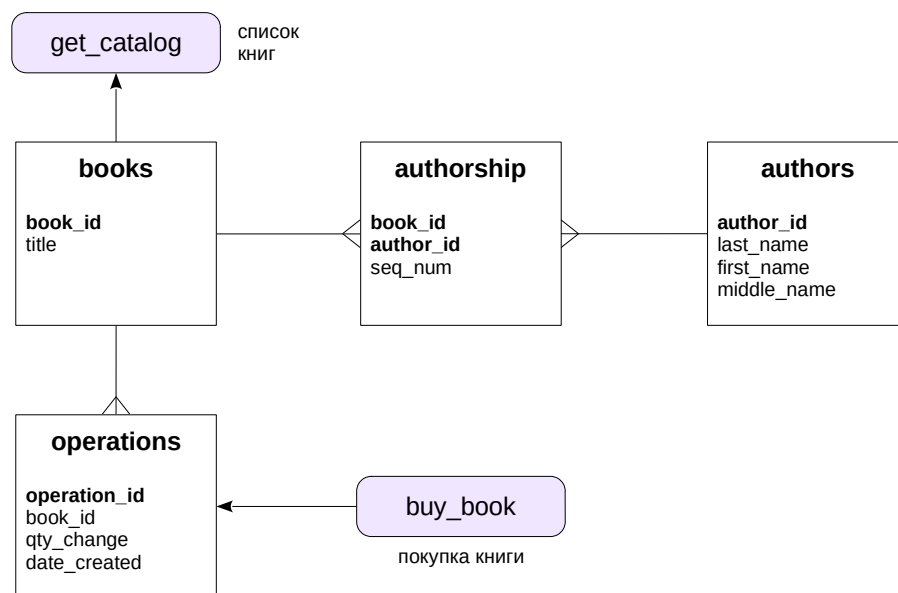 get_catalog
список
книг
books
book_id
title
authorship
book_id
author_id
seq_num
authors
author_id
last_name
first_name
middle_name
operations
operation_id
book_id
qty_change
date_created
buy_book
покупка книги